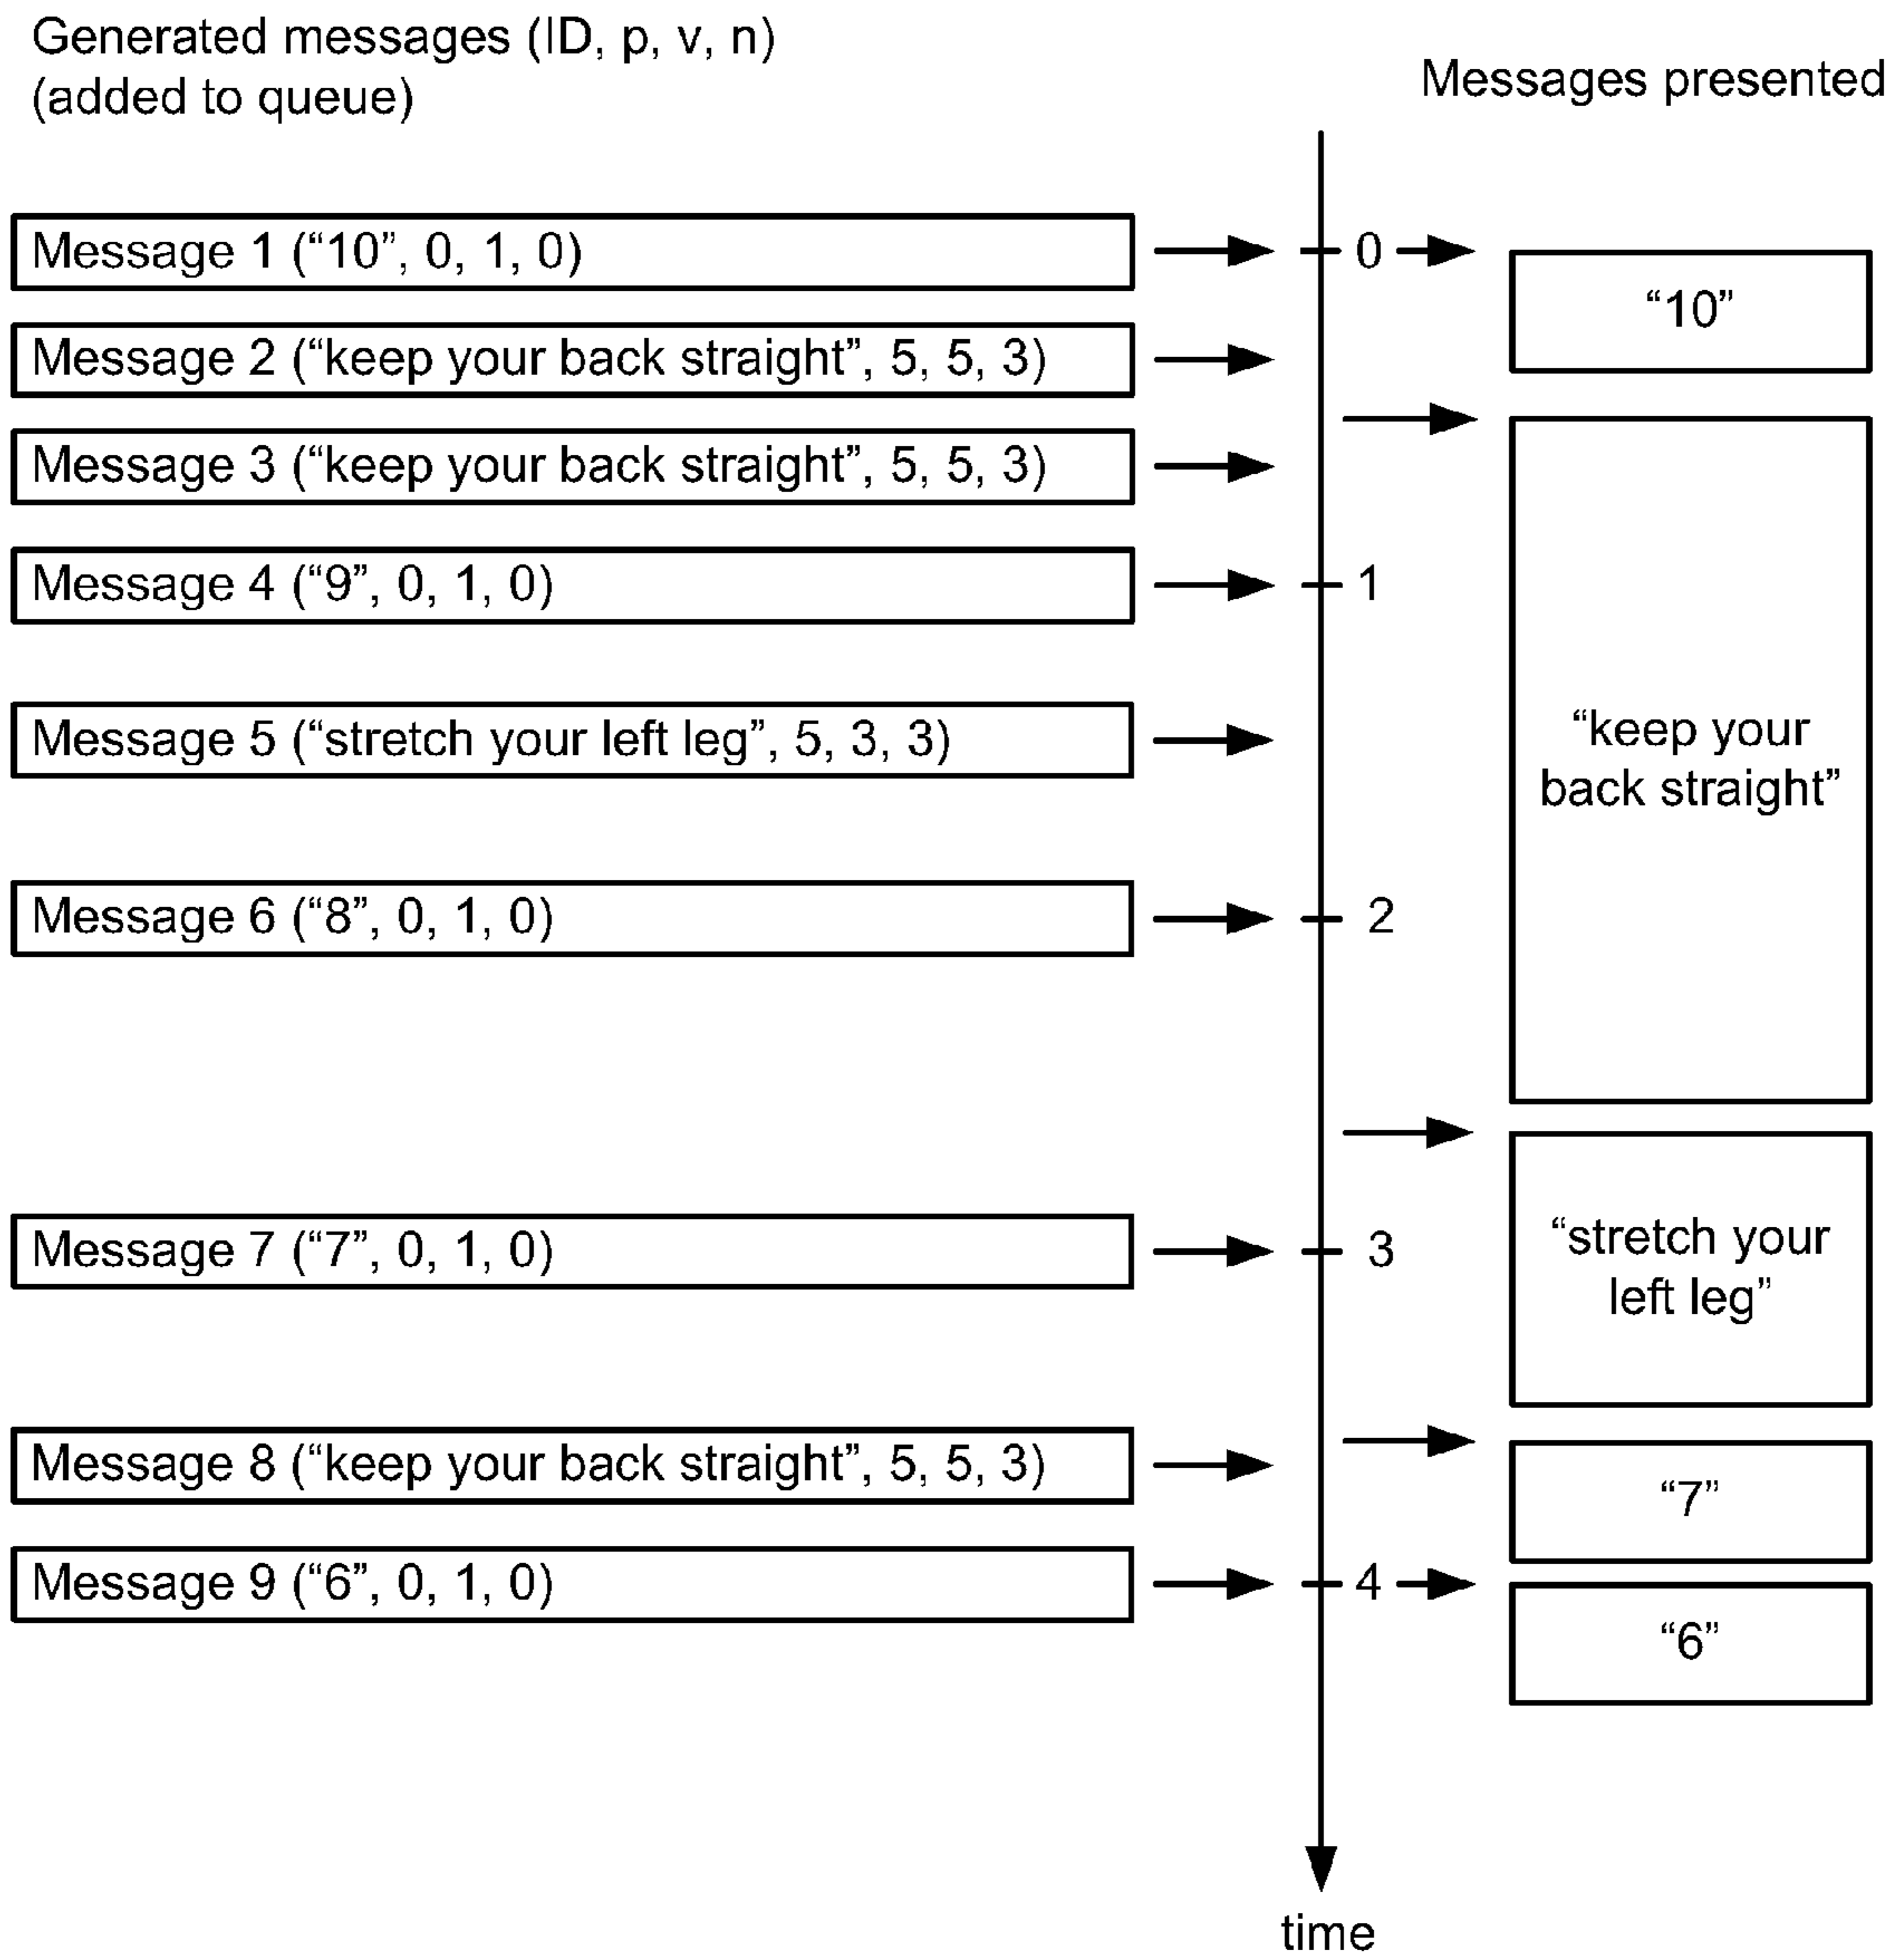 Generated messages (ID, p, v, n)
(added to queue)
Messages presented
Message 1 (“10”, 0, 1, 0)
0
“10”
Message 2 (“keep your back straight”, 5, 5, 3)
Message 3 (“keep your back straight”, 5, 5, 3)
Message 4 (“9”, 0, 1, 0)
1
“keep your
back straight”
Message 5 (“stretch your left leg”, 5, 3, 3)
Message 6 (“8”, 0, 1, 0)
2
Message 7 (“7”, 0, 1, 0)
3
“stretch your
left leg”
Message 8 (“keep your back straight”, 5, 5, 3)
“7”
Message 9 (“6”, 0, 1, 0)
4
“6”
time